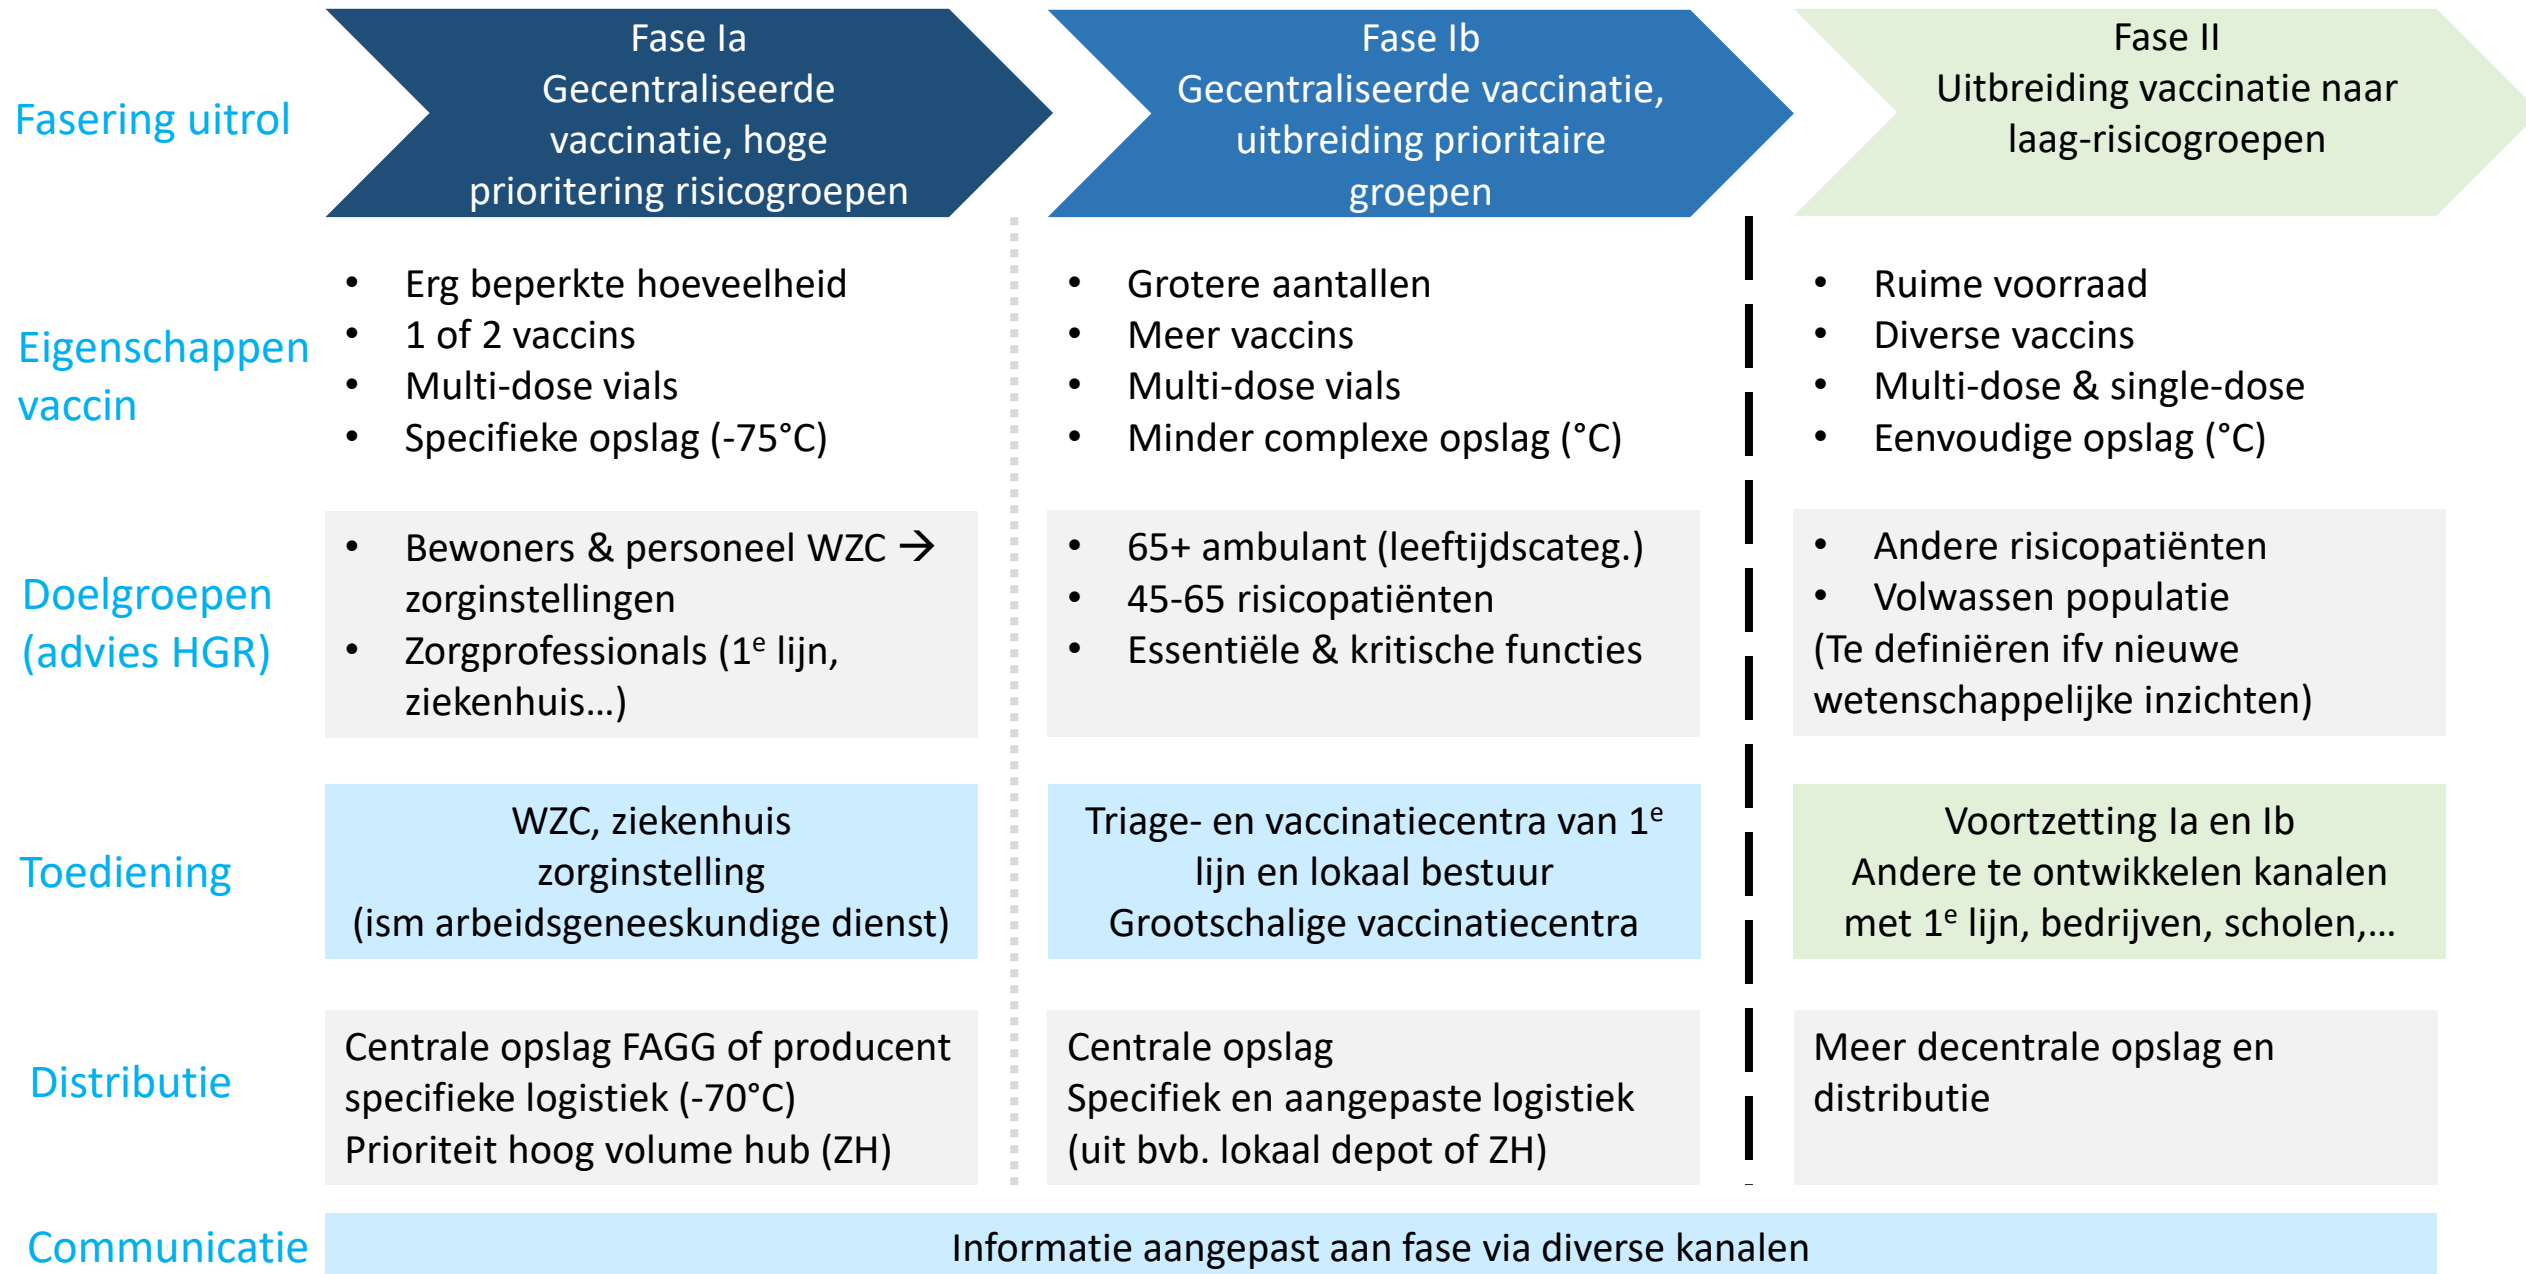 Fasering uitrol
Fase Ia
Gecentraliseerde
vaccinatie, hoge
prioritering risicogroepen
Fase Ib
Gecentraliseerde vaccinatie,
uitbreiding prioritaire
groepen
Fase II
Uitbreiding vaccinatie naar
laag-risicogroepen
Eigenschappen
vaccin
• Erg beperkte hoeveelheid
• 1 of 2 vaccins
• Multi-dose vials
• Specifieke opslag (-75°C)
• Grotere aantallen
• Meer vaccins
• Multi-dose vials
• Minder complexe opslag (°C)
• Ruime voorraad
• Diverse vaccins
• Multi-dose & single-dose
• Eenvoudige opslag (°C)
Doelgroepen
(advies HGR)
• Bewoners & personeel WZC →
zorginstellingen
• Zorgprofessionals (1e lijn,
ziekenhuis…)
• 65+ ambulant (leeftijdscateg.)
• 45-65 risicopatiënten
• Essentiële & kritische functies
• Andere risicopatiënten
• Volwassen populatie
(Te definiëren ifv nieuwe
wetenschappelijke inzichten)
Toediening
WZC, ziekenhuis
zorginstelling
(ism arbeidsgeneeskundige dienst)
Triage- en vaccinatiecentra van 1e
lijn en lokaal bestuur
Grootschalige vaccinatiecentra
Voortzetting Ia en Ib
Andere te ontwikkelen kanalen
met 1e lijn, bedrijven, scholen,…
Distributie
Centrale opslag FAGG of producent
specifieke logistiek (-70°C)
Prioriteit hoog volume hub (ZH)
Centrale opslag
Specifiek en aangepaste logistiek
(uit bvb. lokaal depot of ZH)
Meer decentrale opslag en
distributie
Communicatie
Informatie aangepast aan fase via diverse kanalen